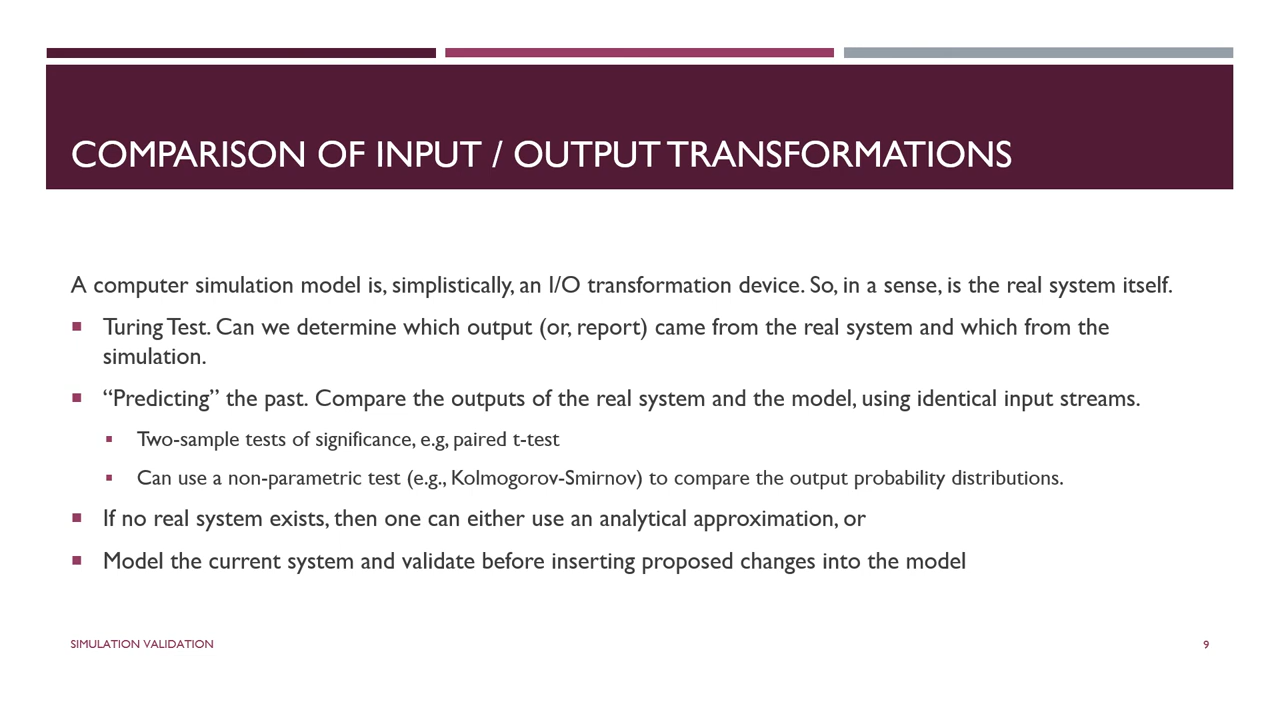 COMPARISON OF INPUT / OUTPUT TRANSFORMATIONS
A computer simulation model is, simplistically, an I/O transformation device. So, in a sense, is the real system itself.
Turing Test. Can we determine which output (or, report) came from the real system and which from the
simulation.
“Predicting” the past. Compare the outputs of the real system and the model, using identical input streams.
Two-sample tests of significance, e.g, paired t-test
Can use a non-parametric test (e.g., Kolmogorov-Smirnov) to compare the output probability distributions.
If no real system exists, then one can either use an analytical approximation, or
Model the current system and validate before inserting proposed changes into the model
SIMULATION VALIDATION
9